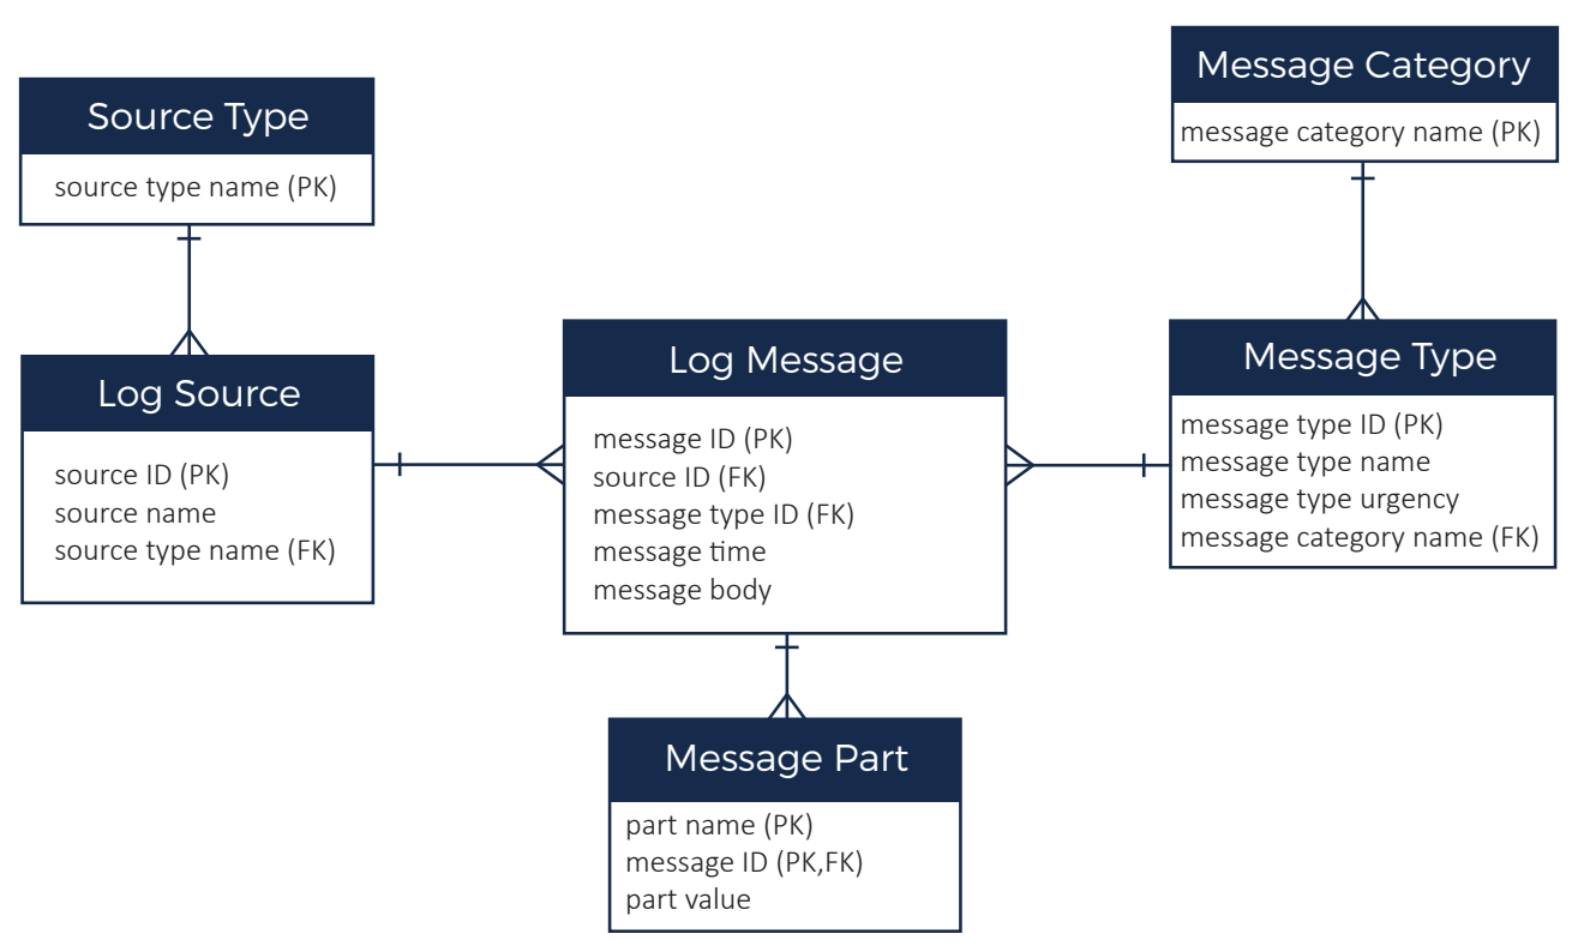 Source Type
source type name (PK)
Log Source
source ID (PK)
source name
source type name (FK)
Log Message
message ID (PK)
source ID (FK)
message type ID (FK)
message time
message body
Message Part
part name (PK)
message ID (PK,FK)
part value
Message Category
message category name (PK)
Message Type
message type ID (PK)
message type name
message type urgency
message category name (FK)